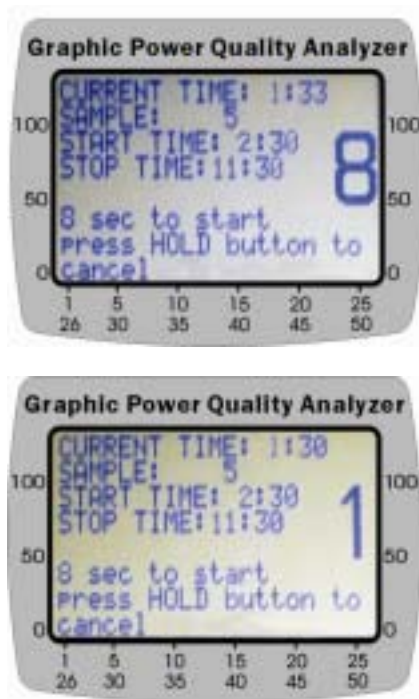 Graphic Power Quality Analyzer
CURRENT TIME: 1:33
SAMPLE: 5
START TIME: 2:30
STOP TIME:11:30
8
8 sec to start
Press HOLD button to
cancel
100 100
50 50
0 0
1 5 10 15 20 25
26 30 35 40 45 50
Graphic Power Quality Analyzer
CURRENT TIME: 1:30
SAMPLE: 5
START TIME: 2:30
STOP TIME:11:30
1
8 sec to start
Press HOLD button to
cancel
100 100
50 50
0 0
1 5 10 15 20 25
26 30 35 40 45 50